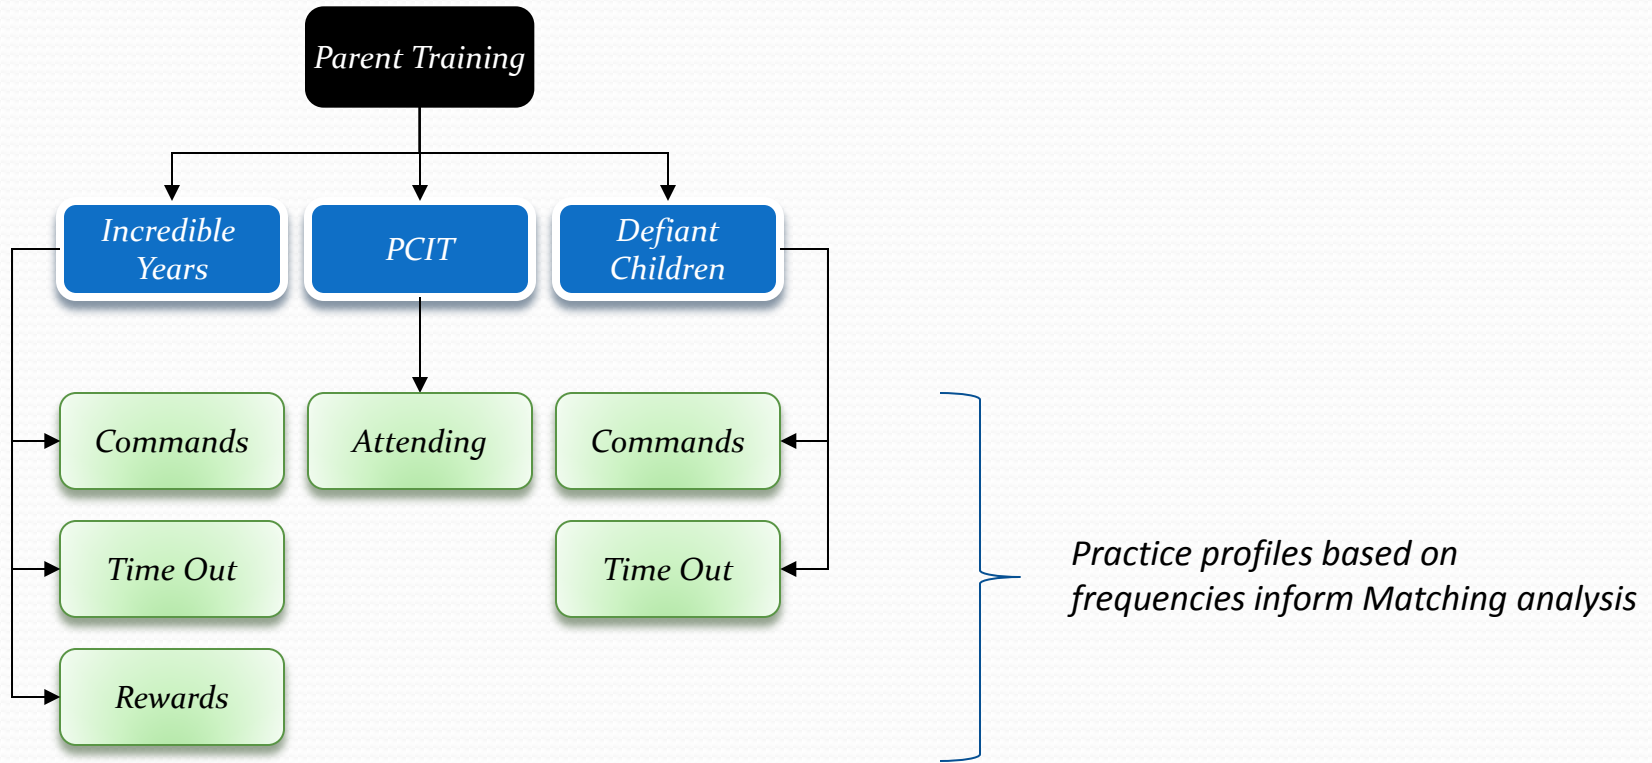 Parent Training
Incredible
Years
PCIT
Defiant
Children
Commands
Attending
Commands
Time Out
Time Out
Rewards
Practice profiles based on
frequencies inform Matching analysis